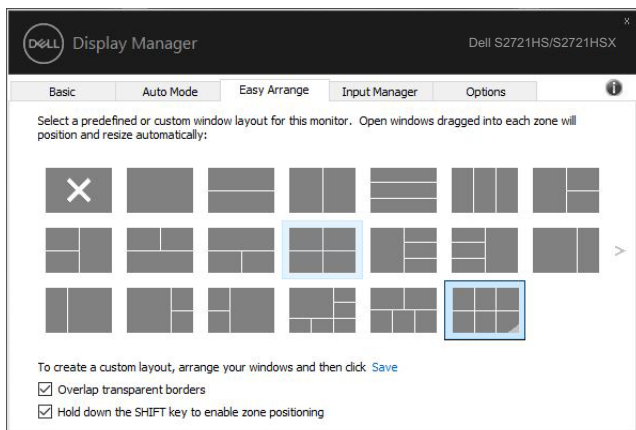 DELL Display Manager
Dell S2721HS/S2721HSX
x
Basic Auto Mode Easy Arrange Input Manager Options
Select a predefined or custom window layout for this monitor. Open windows dragged into each zone will
position and resize automatically:
>
To create a custom layout, arrange your windows and then click Save
Overlap transparent borders
Hold down the SHIFT key to enable zone positioning